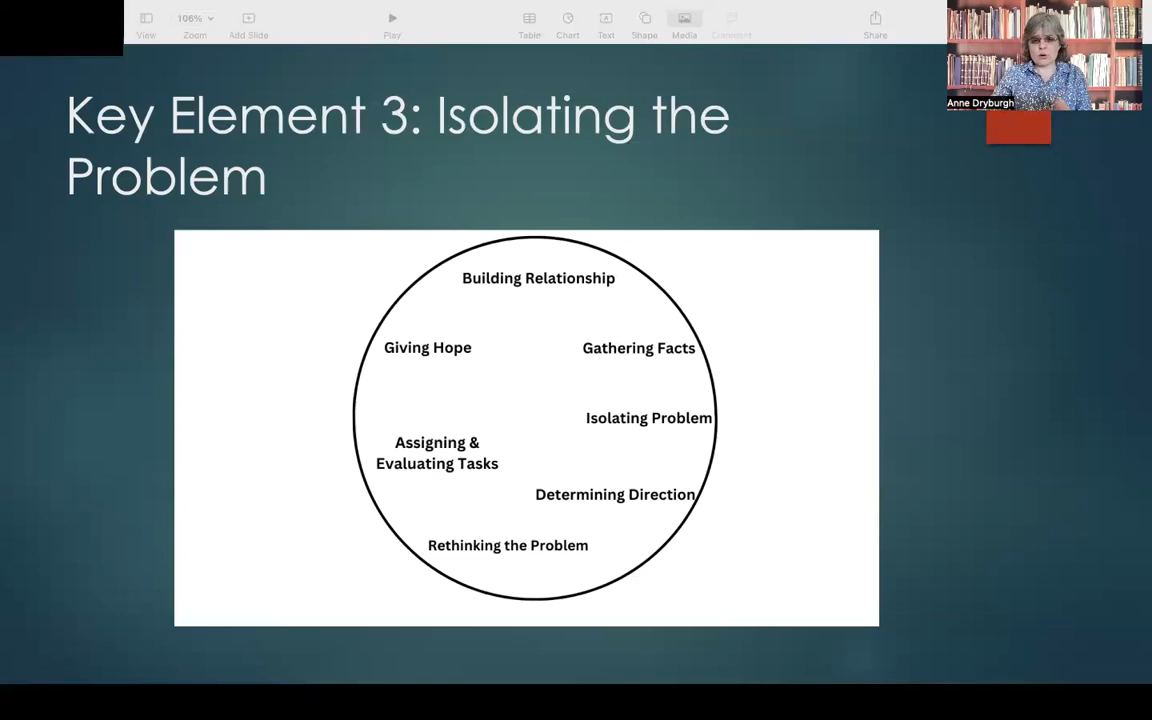 106%
View
Zoom
Add Slide
Play
Table
Chart
Text
Shape
Media
Comment
Share
Anne Dryburgh
Key Element 3: Isolating the
Problem
Building Relationship
Giving Hope
Gathering Facts
Isolating Problem
Assigning &
Evaluating Tasks
Determining Direction
Rethinking the Problem